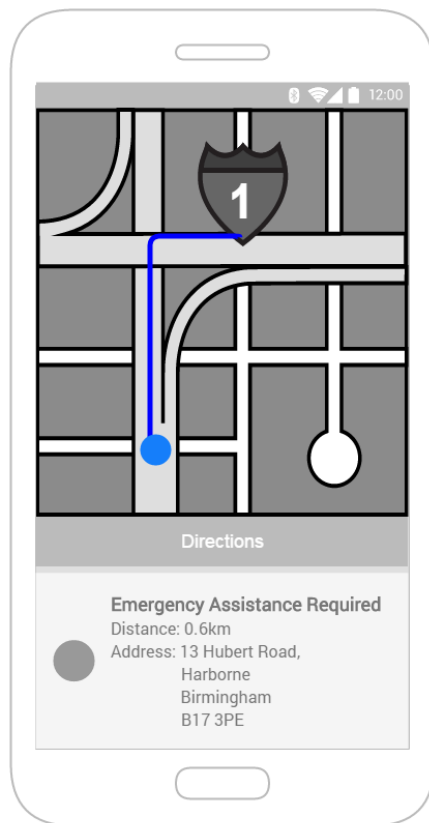 12:00
1
Directions
Emergency Assistance Required
Distance: 0.6km
Address: 13 Hubert Road,
Harborne
Birmingham
B17 3PE